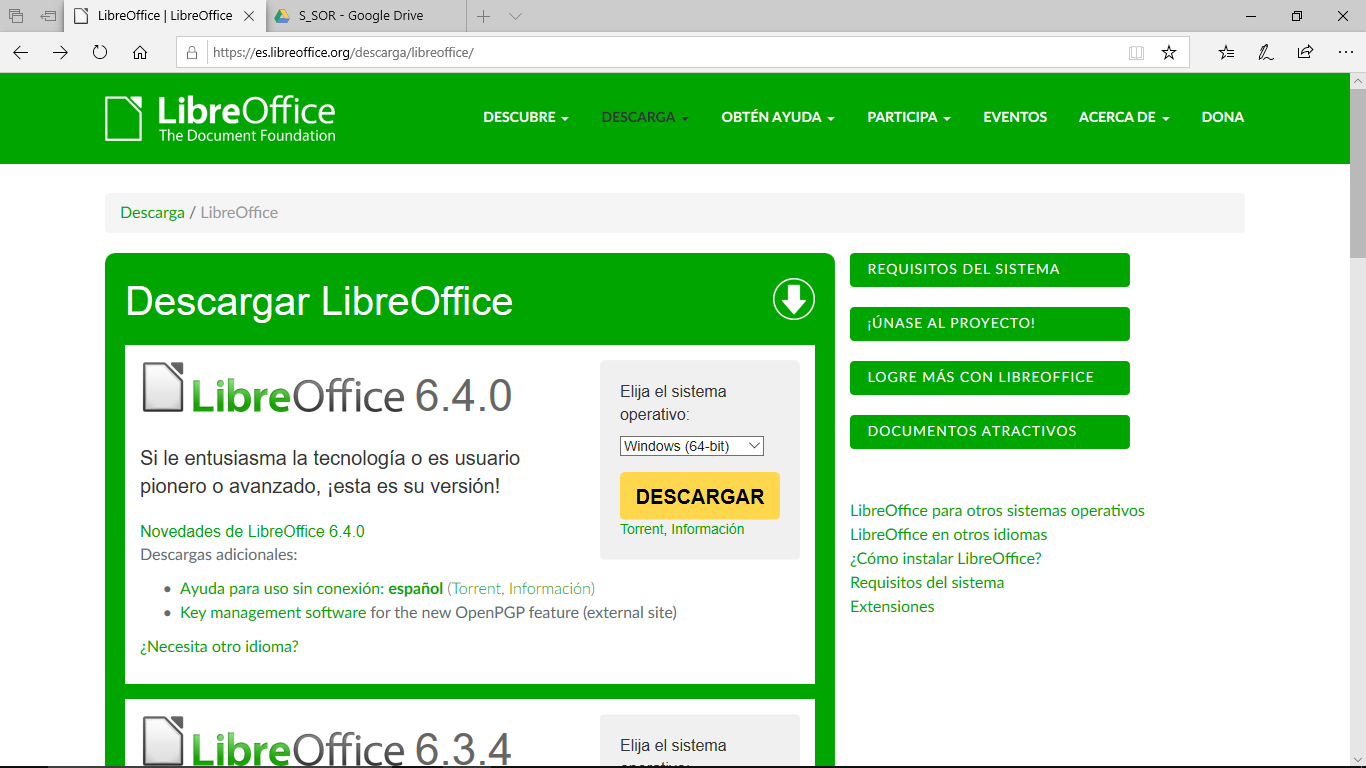 LibreOffice | LibreOffice
S_SOR - Google Drive
https://es.libreoffice.org/descarga/libreoffice/
LibreOffice
The Document Foundation
DESCUBRE
DESCARGA
OBTÉN AYUDA
PARTICIPA
EVENTOS
ACERCA DE
DONA
Descarga / LibreOffice
Descargar LibreOffice
LibreOffice 6.4.0
Si le entusiasma la tecnología o es usuario
pionero o avanzado, ¡esta es su versión!
Novedades de LibreOffice 6.4.0
Descargas adicionales:
Ayuda para uso sin conexión: español (Torrent, Información)
Key management software for the new OpenPGP feature (external site)
¿Necesita otro idioma?
Elija el sistema
operativo:
Windows (64-bit)
DESCARGAR
Torrent, Información
LibreOffice 6.3.4
Elija el sistema
operativo:
REQUISITOS DEL SISTEMA
¡ÚNASE AL PROYECTO!
LOGRE MÁS CON LIBREOFFICE
DOCUMENTOS ATRACTIVOS
LibreOffice para otros sistemas operativos
LibreOffice en otros idiomas
¿Cómo instalar LibreOffice?
Requisitos del sistema
Extensiones